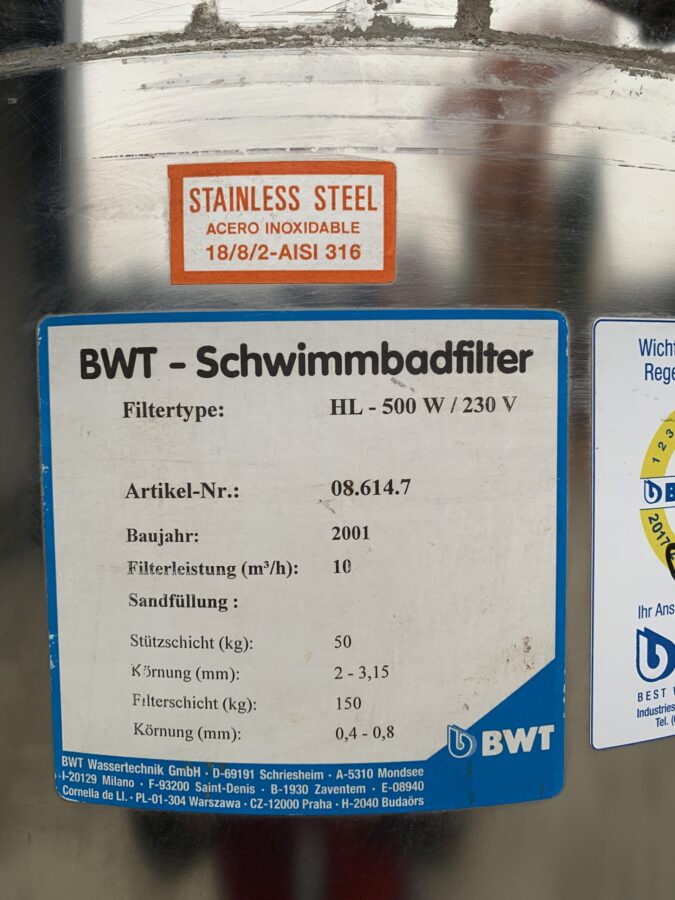 STAINLESS STEEL
ACERO INOXIDABLE
18/8/2-AISI 316
BWT - Schwimmbadfilter
Filtertype: HL - 500 W / 230 V
Artikel-Nr.: 08.614.7
Baujahr: 2001
Filterleistung (m³/h): 10
Sandfüllung :
Stützschicht (kg): 50
Körnung (mm): 2 - 3,15
Filterschicht (kg): 150
Körnung (mm): 0,4 - 0,8
BWT
BWT Wassertechnik GmbH · D-69191 Schriesheim · A-5310 Mondsee
·I-20129 Milano · F-93200 Saint-Denis · B-1930 Zaventem · E-08940
Cornella de Ll. · PL-01-304 Warszawa · CZ-12000 Praha · H-2040 Budaörs
Wicht
Rege
1 2 3
B
2017
Ihr Ans
BEST
Industries
Tel. (